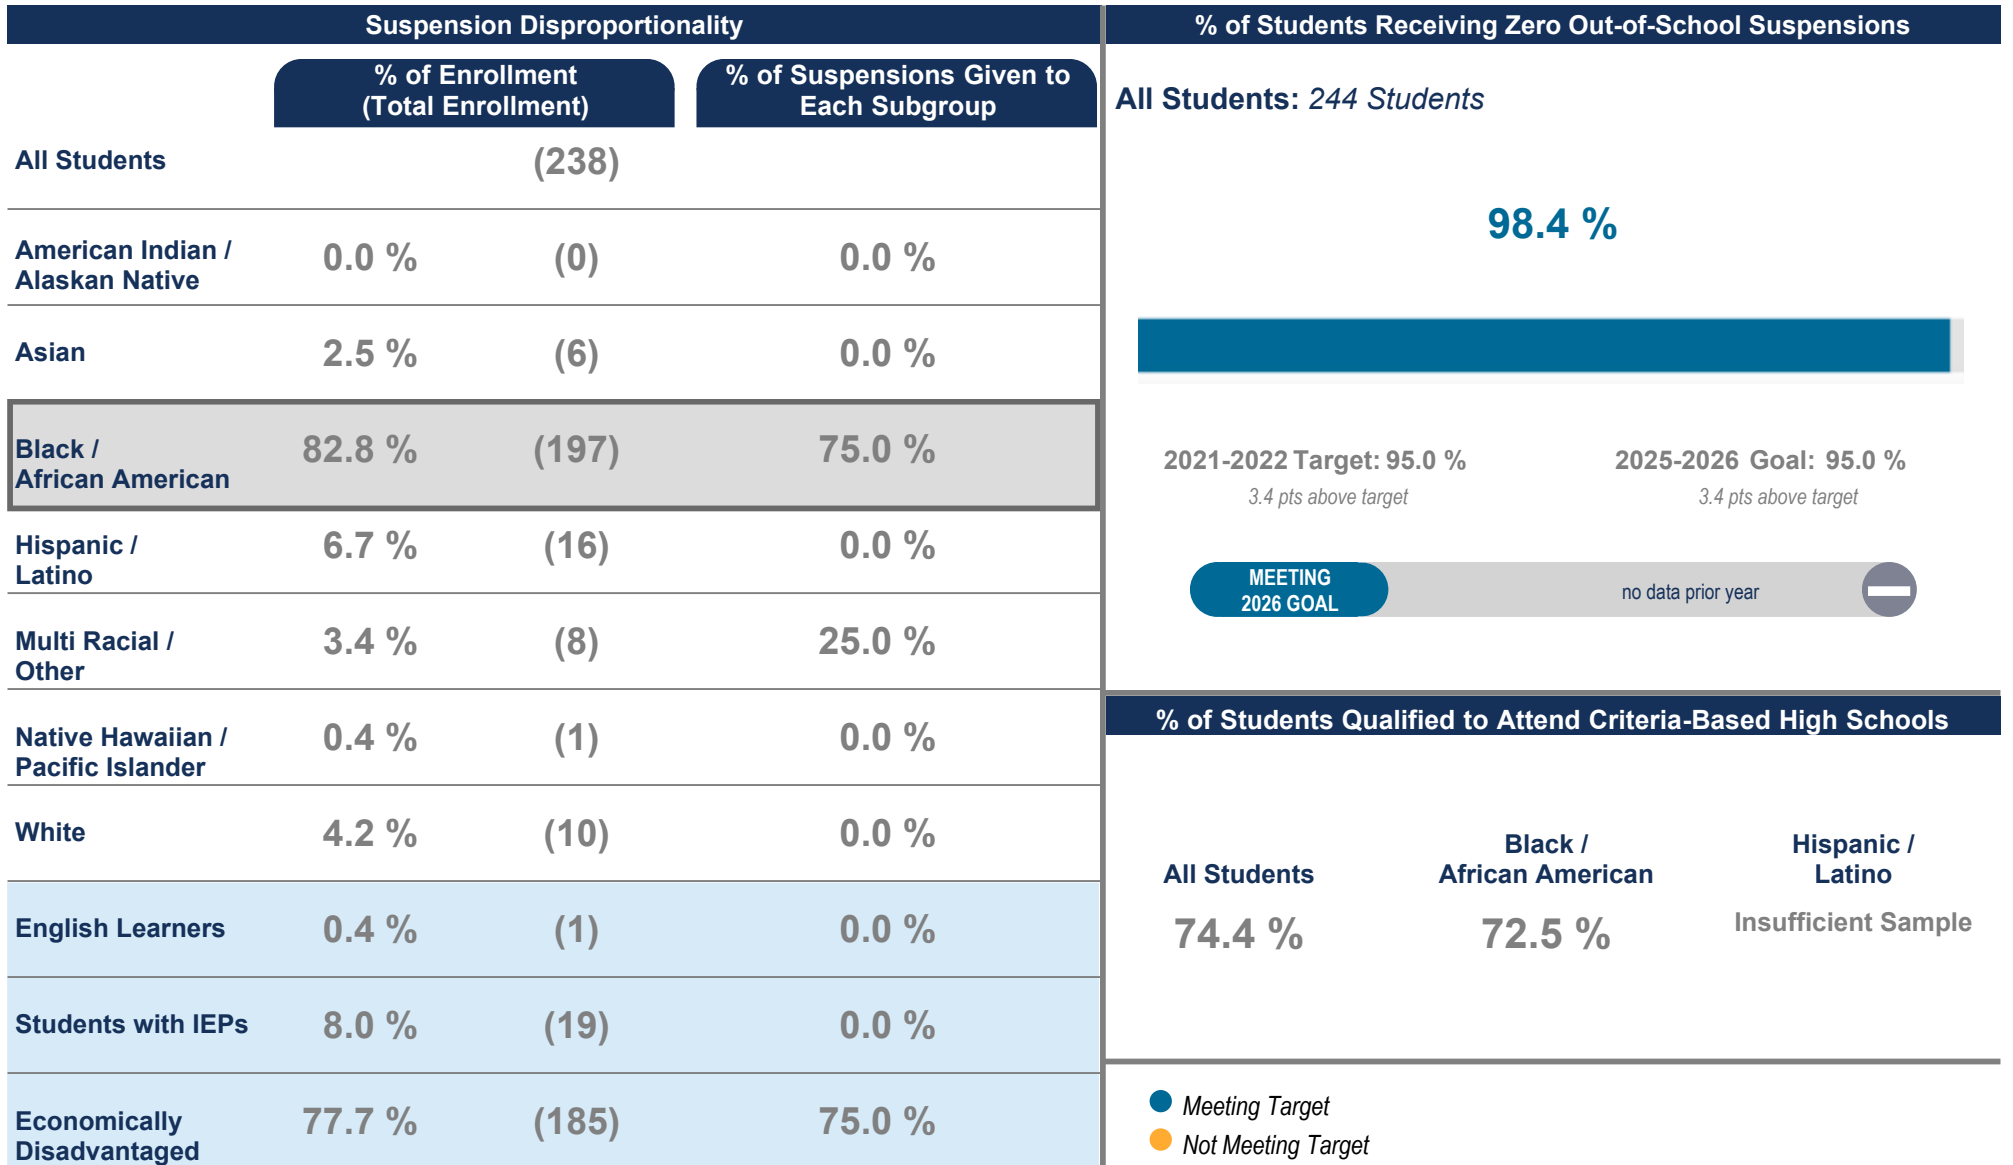 Suspension Disproportionality
% of Enrollment
(Total Enrollment)
% of Suspensions Given to
Each Subgroup
All Students
(238)
American Indian /
Alaskan Native
0.0 % (0) 0.0 %
Asian 2.5 % (6) 0.0 %
Black /
African American
82.8 % (197) 75.0 %
Hispanic /
Latino
6.7 % (16) 0.0 %
Multi Racial /
Other
3.4 % (8) 25.0 %
Native Hawaiian /
Pacific Islander
0.4 % (1) 0.0 %
White 4.2 % (10) 0.0 %
English Learners 0.4 % (1) 0.0 %
Students with IEPs 8.0 % (19) 0.0 %
Economically
Disadvantaged
77.7 % (185) 75.0 %
% of Students Receiving Zero Out-of-School Suspensions
All Students: 244 Students
98.4 %
2021-2022 Target: 95.0 %
3.4 pts above target
2025-2026 Goal: 95.0 %
3.4 pts above target
MEETING
2026 GOAL
no data prior year
% of Students Qualified to Attend Criteria-Based High Schools
All Students
74.4 %
Black /
African American
72.5 %
Hispanic /
Latino
Insufficient Sample
Meeting Target
Not Meeting Target